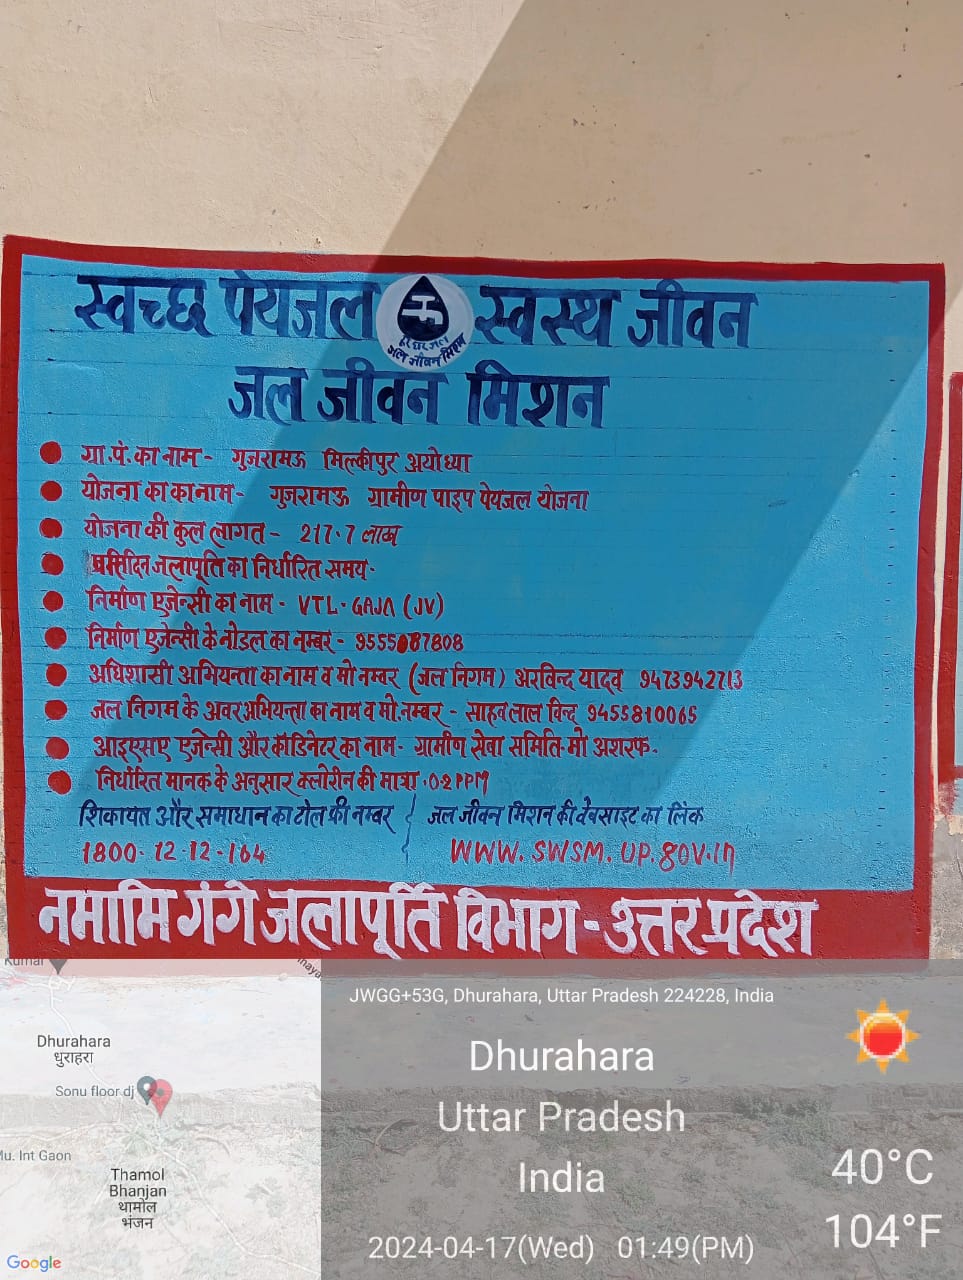 स्वच्छ पेयजल स्वस्थ जीवन
हर घर जल
जल जीवन मिशन
जल जीवन मिशन
ग्रा.पं.का नाम- गुजरामऊ मिल्कीपुर अयोध्या
योजना का कानाम- गुजरामऊ ग्रामीण पाइप पेयजल योजना
योजना की कुल लागत- 217.7 लाख
जलापूर्ति का निर्धारित समय-
निर्माण एजेन्सी का नाम - VTL-GAJA (JV)
निर्माण एजेन्सी के नोडल का नम्बर- 9555087808
अधिशासी अभियन्ता का नाम व मो नम्बर (जल निगम) अरविन्द यादव 9473942713
जल निगम के अवर अभियन्ता का नाम व मो.नम्बर- साहब लाल विन्द 9455810065
आइएसए एजेन्सी और कॉडिनेटर का नाम- ग्रामीण सेवा समिति-मो अशरफ.
निर्धारित मानक के अनुसार क्लोरीन की मात्रा.0.2 PPM
शिकायत और समाधान का टोल फ्री नम्बर
1800-12-12-164
जल जीवन मिशन की वेबसाइट का लिंक
WWW.SWSM.UP.gov.in
नमामि गंगे जलापूर्ति विभाग-उत्तर प्रदेश
Kumar
Dhurahara
धुराहरा
Sonu floor dj
Mu. Int Gaon
Thamol
Bhanjan
थामोल
भंजन
Google
JWGG+53G, Dhurahara, Uttar Pradesh 224228, India
Dhurahara
Uttar Pradesh
India
40°C
104°F
2024-04-17(Wed) 01:49(PM)